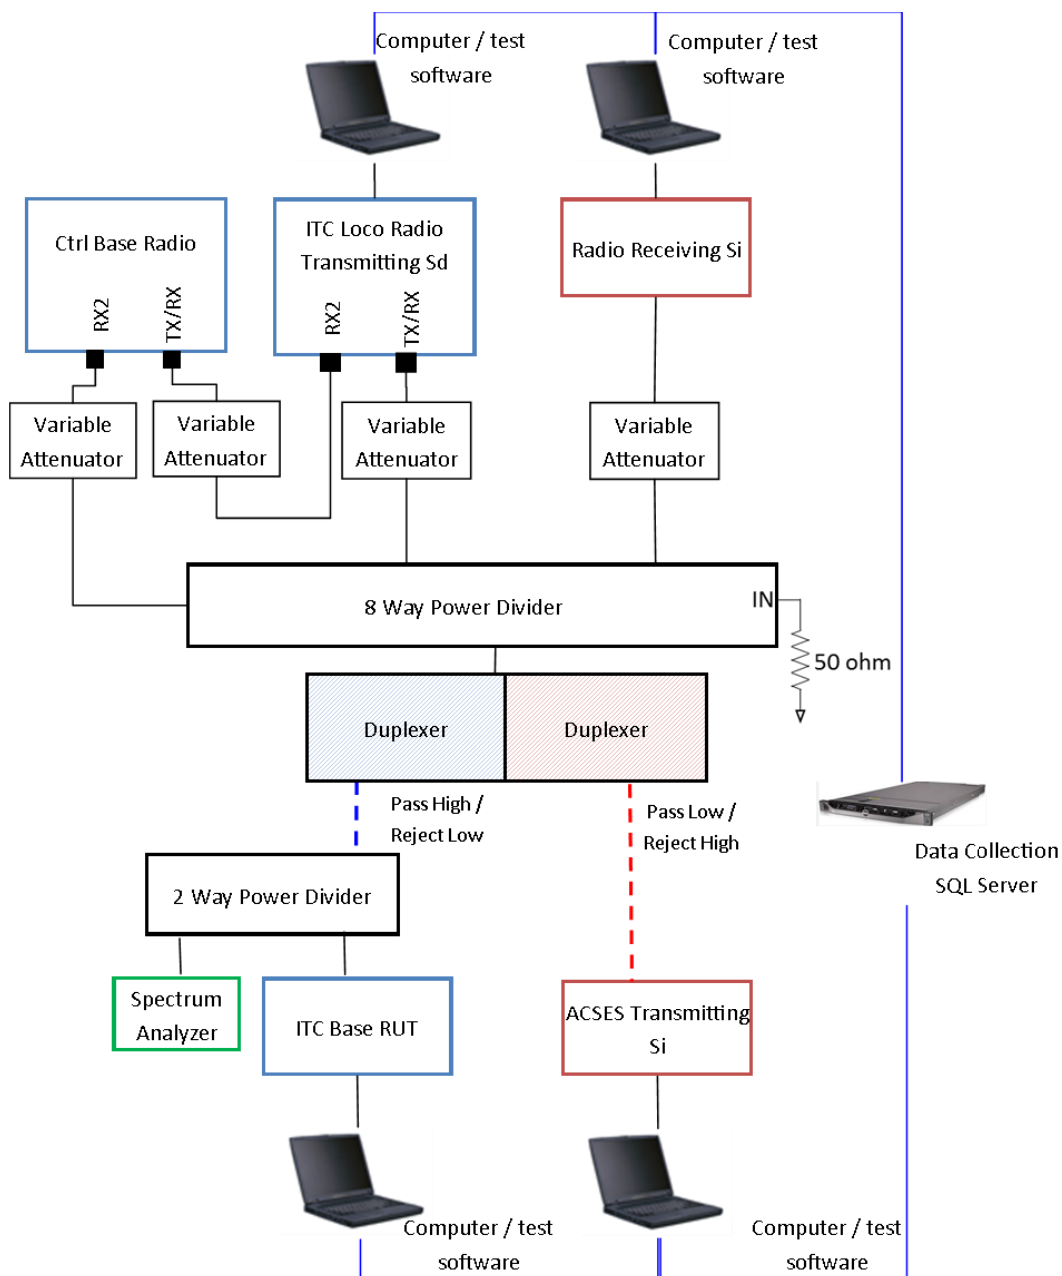 Computer / test
software
Computer / test
software
Ctrl Base Radio
RX2
TX/RX
ITC Loco Radio
Transmitting Sd
RX2
TX/RX
Radio Receiving Si
Variable
Attenuator
Variable
Attenuator
Variable
Attenuator
Variable
Attenuator
8 Way Power Divider
IN
50 ohm
Duplexer
Duplexer
Pass High /
Reject Low
Pass Low /
Reject High
Data Collection
SQL Server
2 Way Power Divider
Spectrum
Analyzer
ITC Base RUT
ACSES Transmitting
Si
Computer / test
software
Computer / test
software